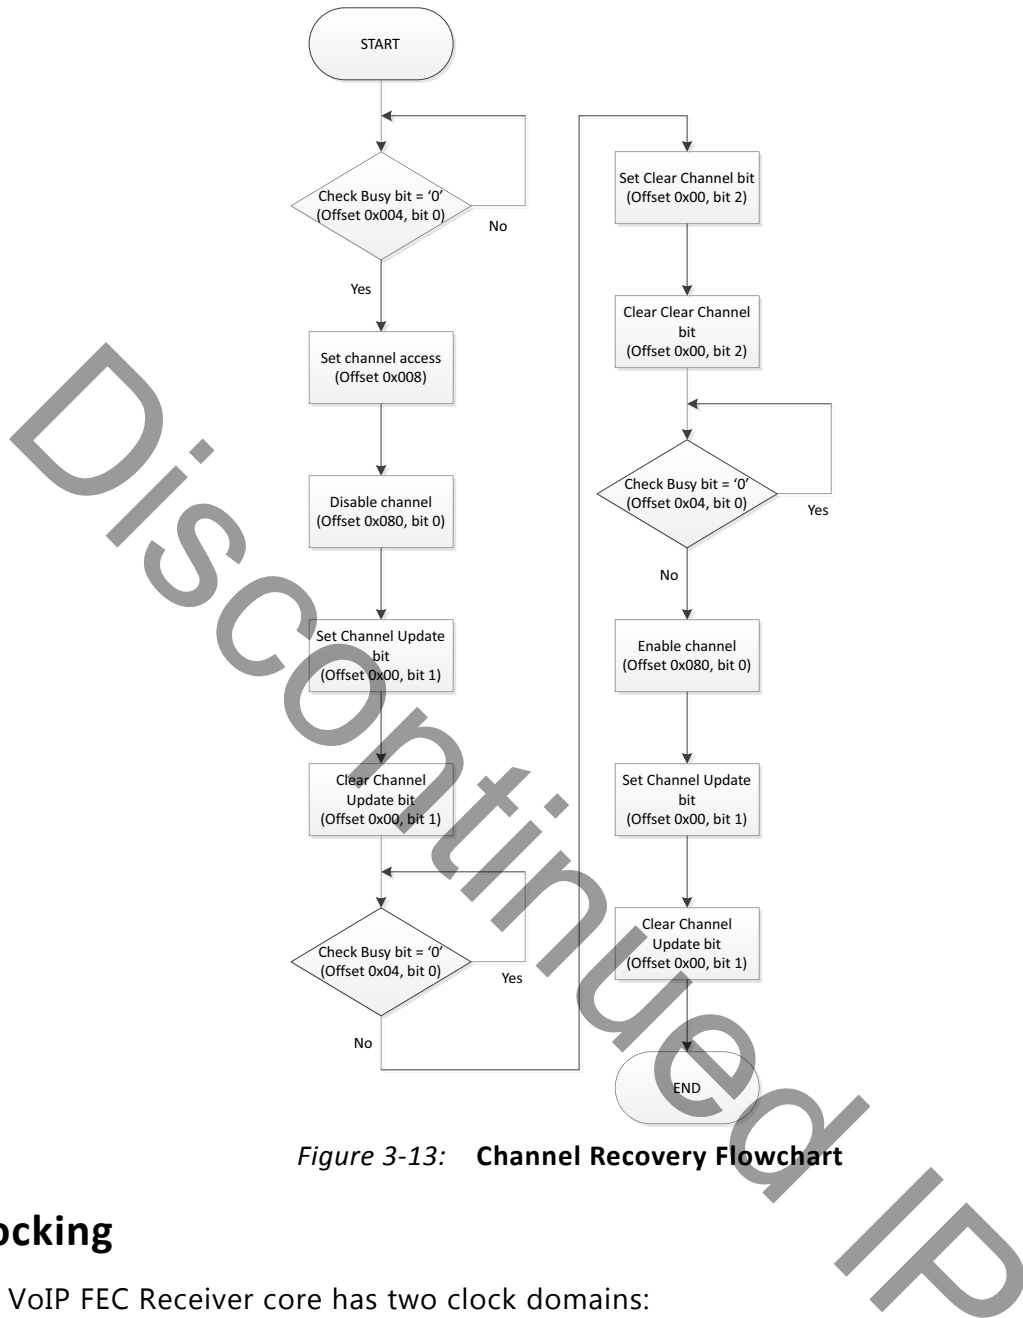 START
Check Busy bit = ‘0’
(Offset 0x004, bit 0)
No
Yes
Set channel access
(Offset 0x008)
Disable channel
(Offset 0x080, bit 0)
Set Channel Update
bit
(Offset 0x00, bit 1)
Clear Channel
Update bit
(Offset 0x00, bit 1)
Check Busy bit = ‘0’
(Offset 0x04, bit 0)
Yes
No
Set Clear Channel bit
(Offset 0x00, bit 2)
Clear Clear Channel
bit
(Offset 0x00, bit 2)
Check Busy bit = ‘0’
(Offset 0x04, bit 0)
Yes
No
Enable channel
(Offset 0x080, bit 0)
Set Channel Update
bit
(Offset 0x00, bit 1)
Clear Channel
Update bit
(Offset 0x00, bit 1)
END
Discontinued IP
Figure 3-13: Channel Recovery Flowchart
ocking
VoIP FEC Receiver core has two clock domains: